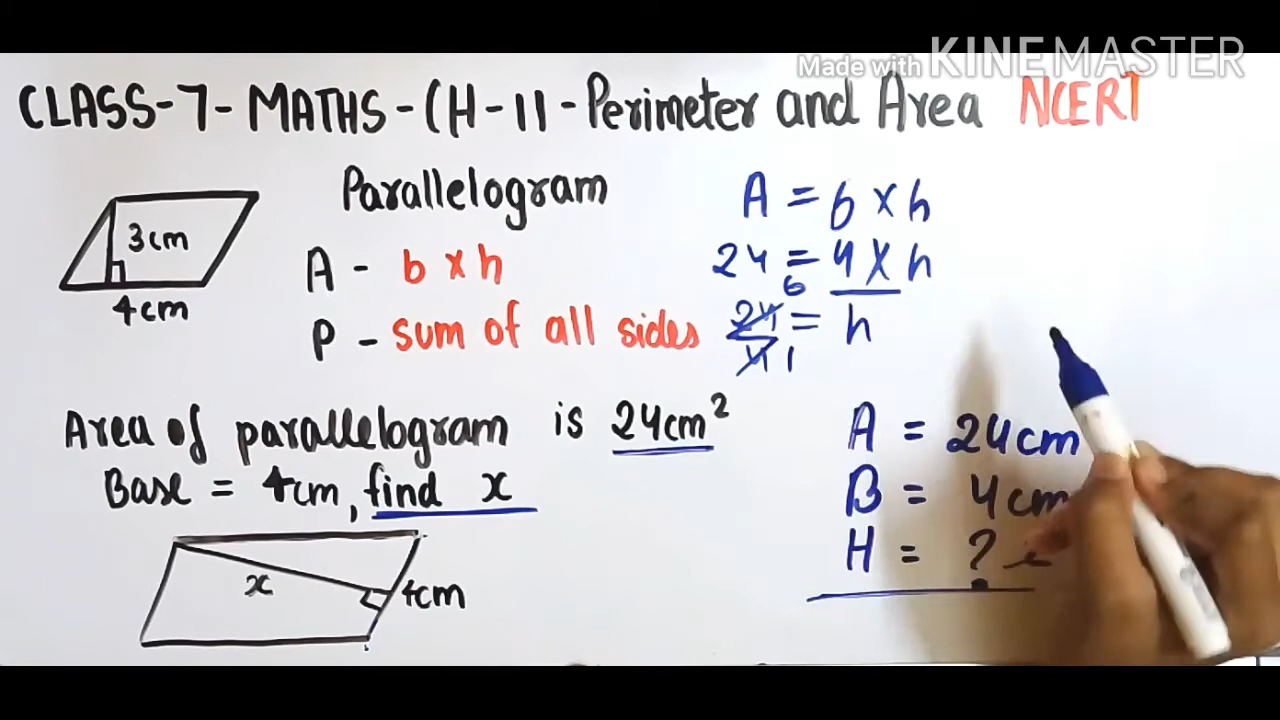 Made with KINEMASTER
CLASS-7-MATHS-CH-11-Perimeter and Area NCERT
Parallelogram
3cm
4cm
A - b x h
P - sum of all sides
A = b x h
24 = 4 x h
24/4 = h
6
1
Area of parallelogram is 24cm²
Base = 4cm, find x
x
4cm
A = 24cm
B = 4cm
H = ?